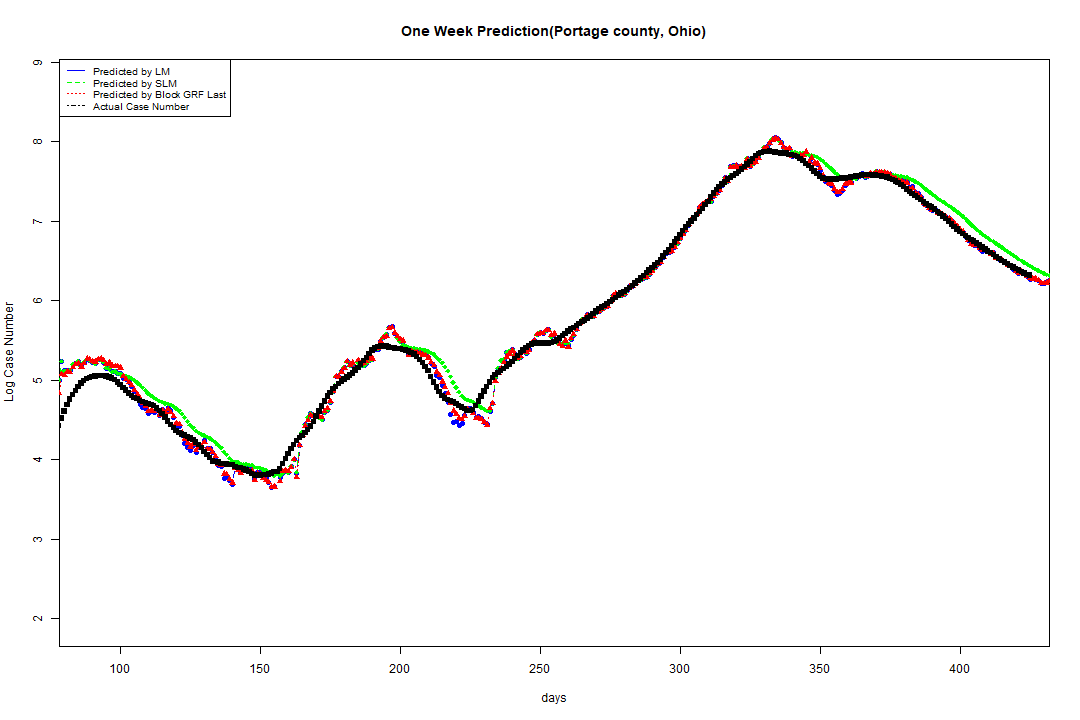 One Week Prediction(Portage county, Ohio)
Predicted by LM
Predicted by SLM
Predicted by Block GRF Last
Actual Case Number
Log Case Number
9
8
7
6
5
4
3
2
100 150 200 250 300 350 400
days